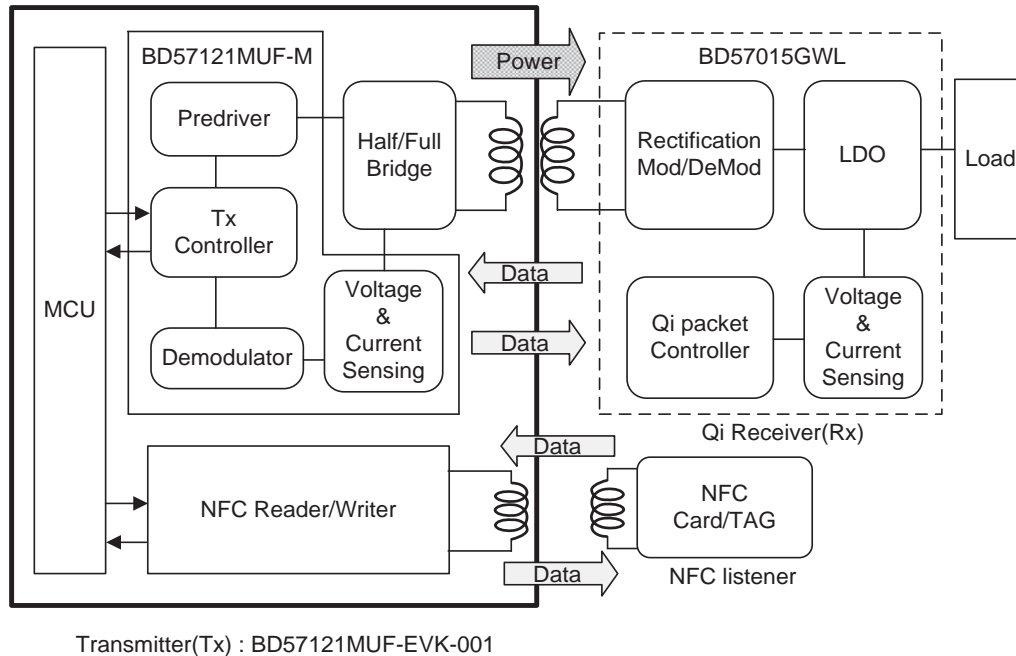 BD57121MUF-M
Predriver
Half/Full
Bridge
Tx
Controller
MCU
Demodulator
Voltage
&
Current
Sensing
Power
Data
Data
BD57015GWL
Rectification
Mod/DeMod
LDO
Load
Qi packet
Controller
Voltage
&
Current
Sensing
Qi Receiver(Rx)
NFC Reader/Writer
Data
Data
NFC
Card/TAG
NFC listener
Transmitter(Tx) : BD57121MUF-EVK-001